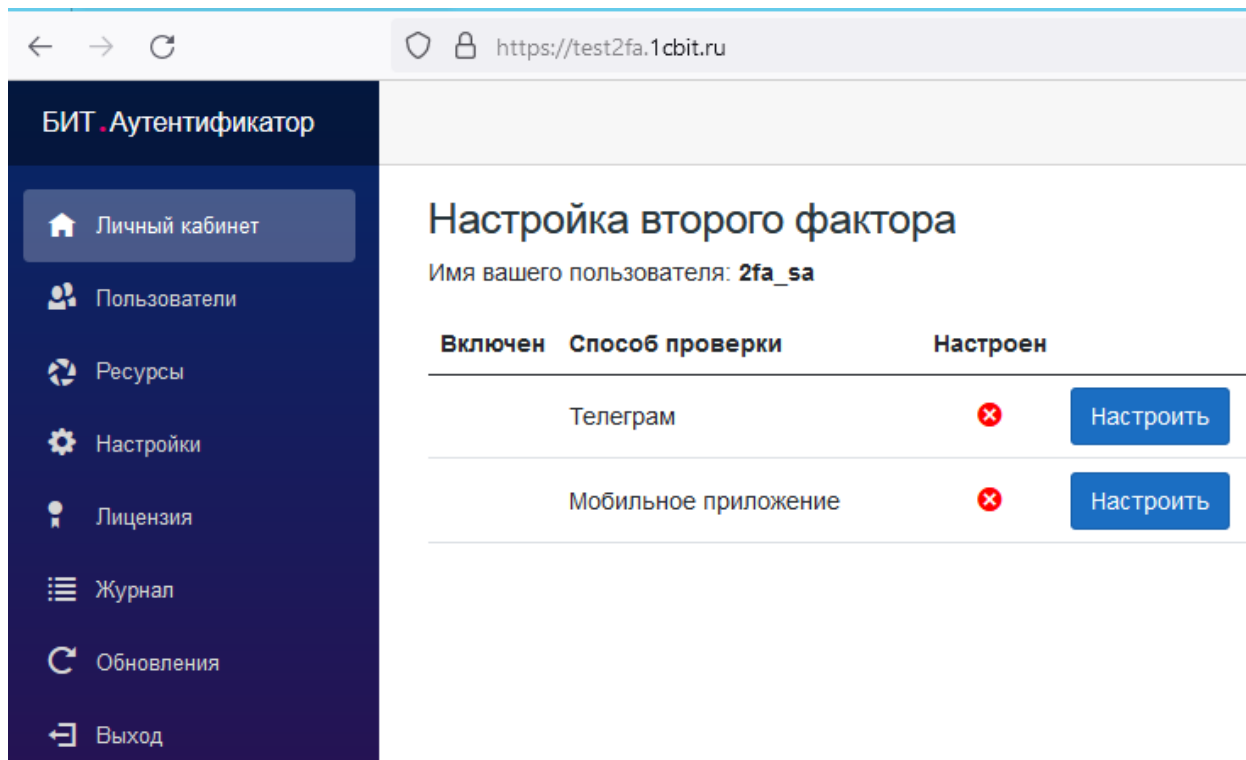 https://test2fa.1cbit.ru
БИТ.Аутентификатор
Личный кабинет
Пользователи
Ресурсы
Настройки
Лицензия
Журнал
Обновления
Выход
Настройка второго фактора
Имя вашего пользователя: 2fa_sa
Включен Способ проверки Настроен
Телеграм Настроить
Мобильное приложение Настроить